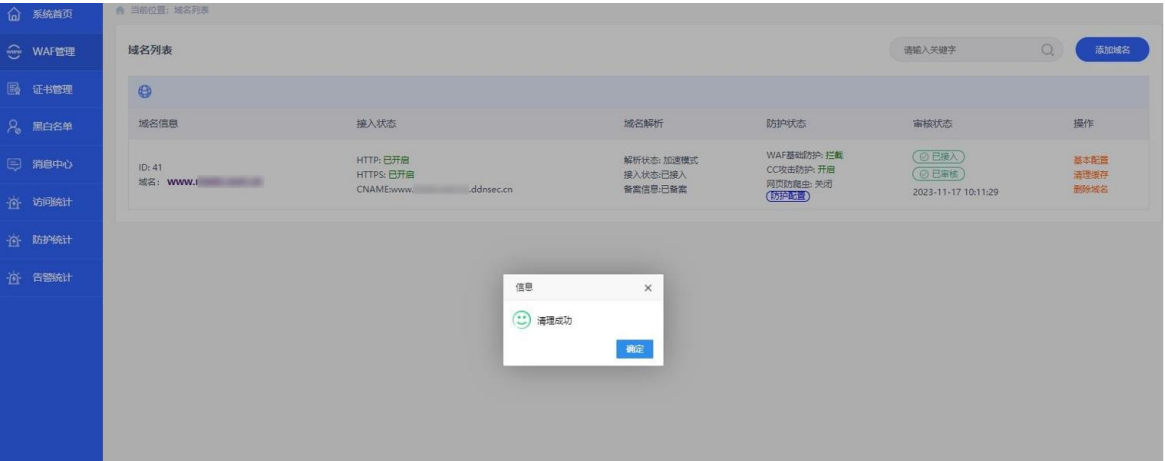 系统首页
当前位置：域名列表
WAF管理
域名列表
请输入关键字
添加域名
证书管理
黑白名单
域名信息
接入状态
域名解析
防护状态
审核状态
操作
消息中心
ID: 41
域名： www.
HTTP: 已开启
HTTPS: 已开启
CNAME:www. .ddnsec.cn
解析状态: 加速模式
接入状态:已接入
备案信息:已备案
WAF基础防护: 拦截
CC攻击防护: 开启
网页防爬虫: 关闭
防护配置
已接入
已审核
2023-11-17 10:11:29
基本配置
清理缓存
删除域名
访问统计
防护统计
告警统计
信息
清理成功
确定